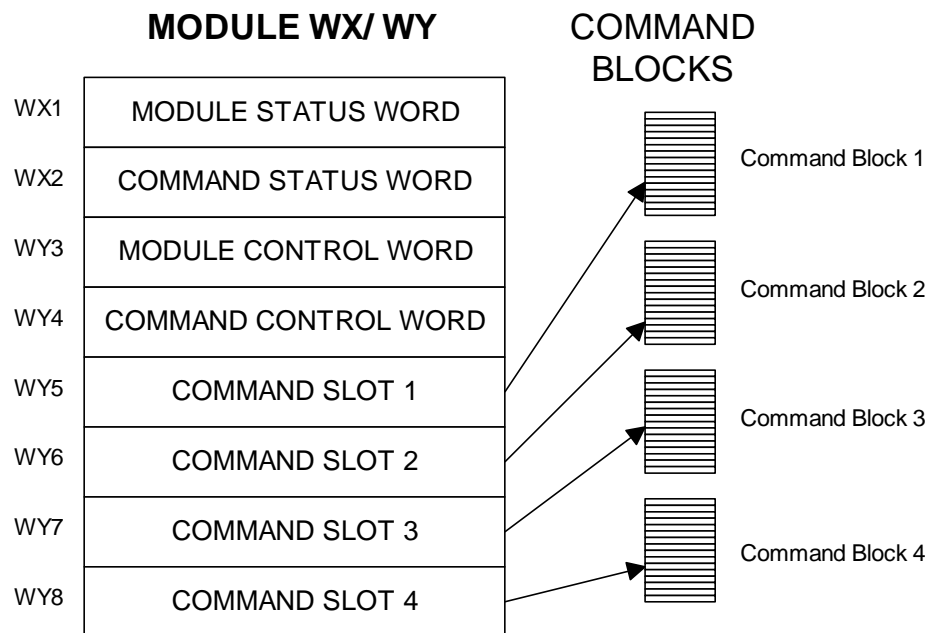 MODULE WX/ WY
COMMAND
BLOCKS
WX1
MODULE STATUS WORD
WX2
COMMAND STATUS WORD
WY3
MODULE CONTROL WORD
WY4
COMMAND CONTROL WORD
WY5
COMMAND SLOT 1
WY6
COMMAND SLOT 2
WY7
COMMAND SLOT 3
WY8
COMMAND SLOT 4
Command Block 1
Command Block 2
Command Block 3
Command Block 4